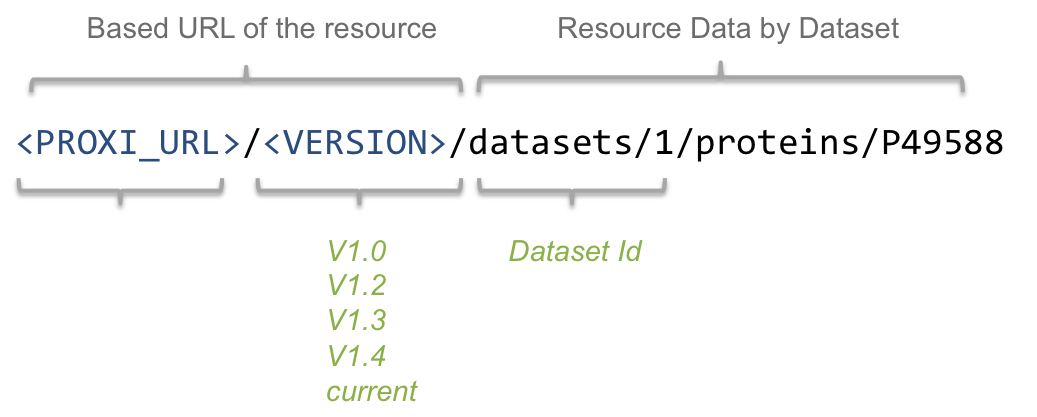 Based URL of the resource
Resource Data by Dataset
<PROXI_URL>/<VERSION>/datasets/1/proteins/P49588
V1.0
Dataset Id
V1.2
V1.3
V1.4
current